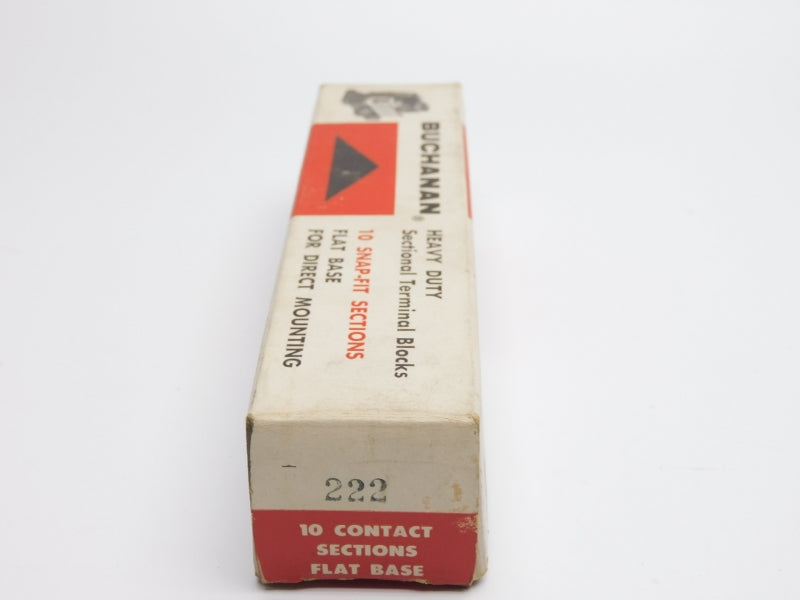 BUCHANAN®
HEAVY DUTY
Sectional Terminal Blocks
10 SNAP-FIT SECTIONS
FLAT BASE
FOR DIRECT MOUNTING
222
10 CONTACT
SECTIONS
FLAT BASE